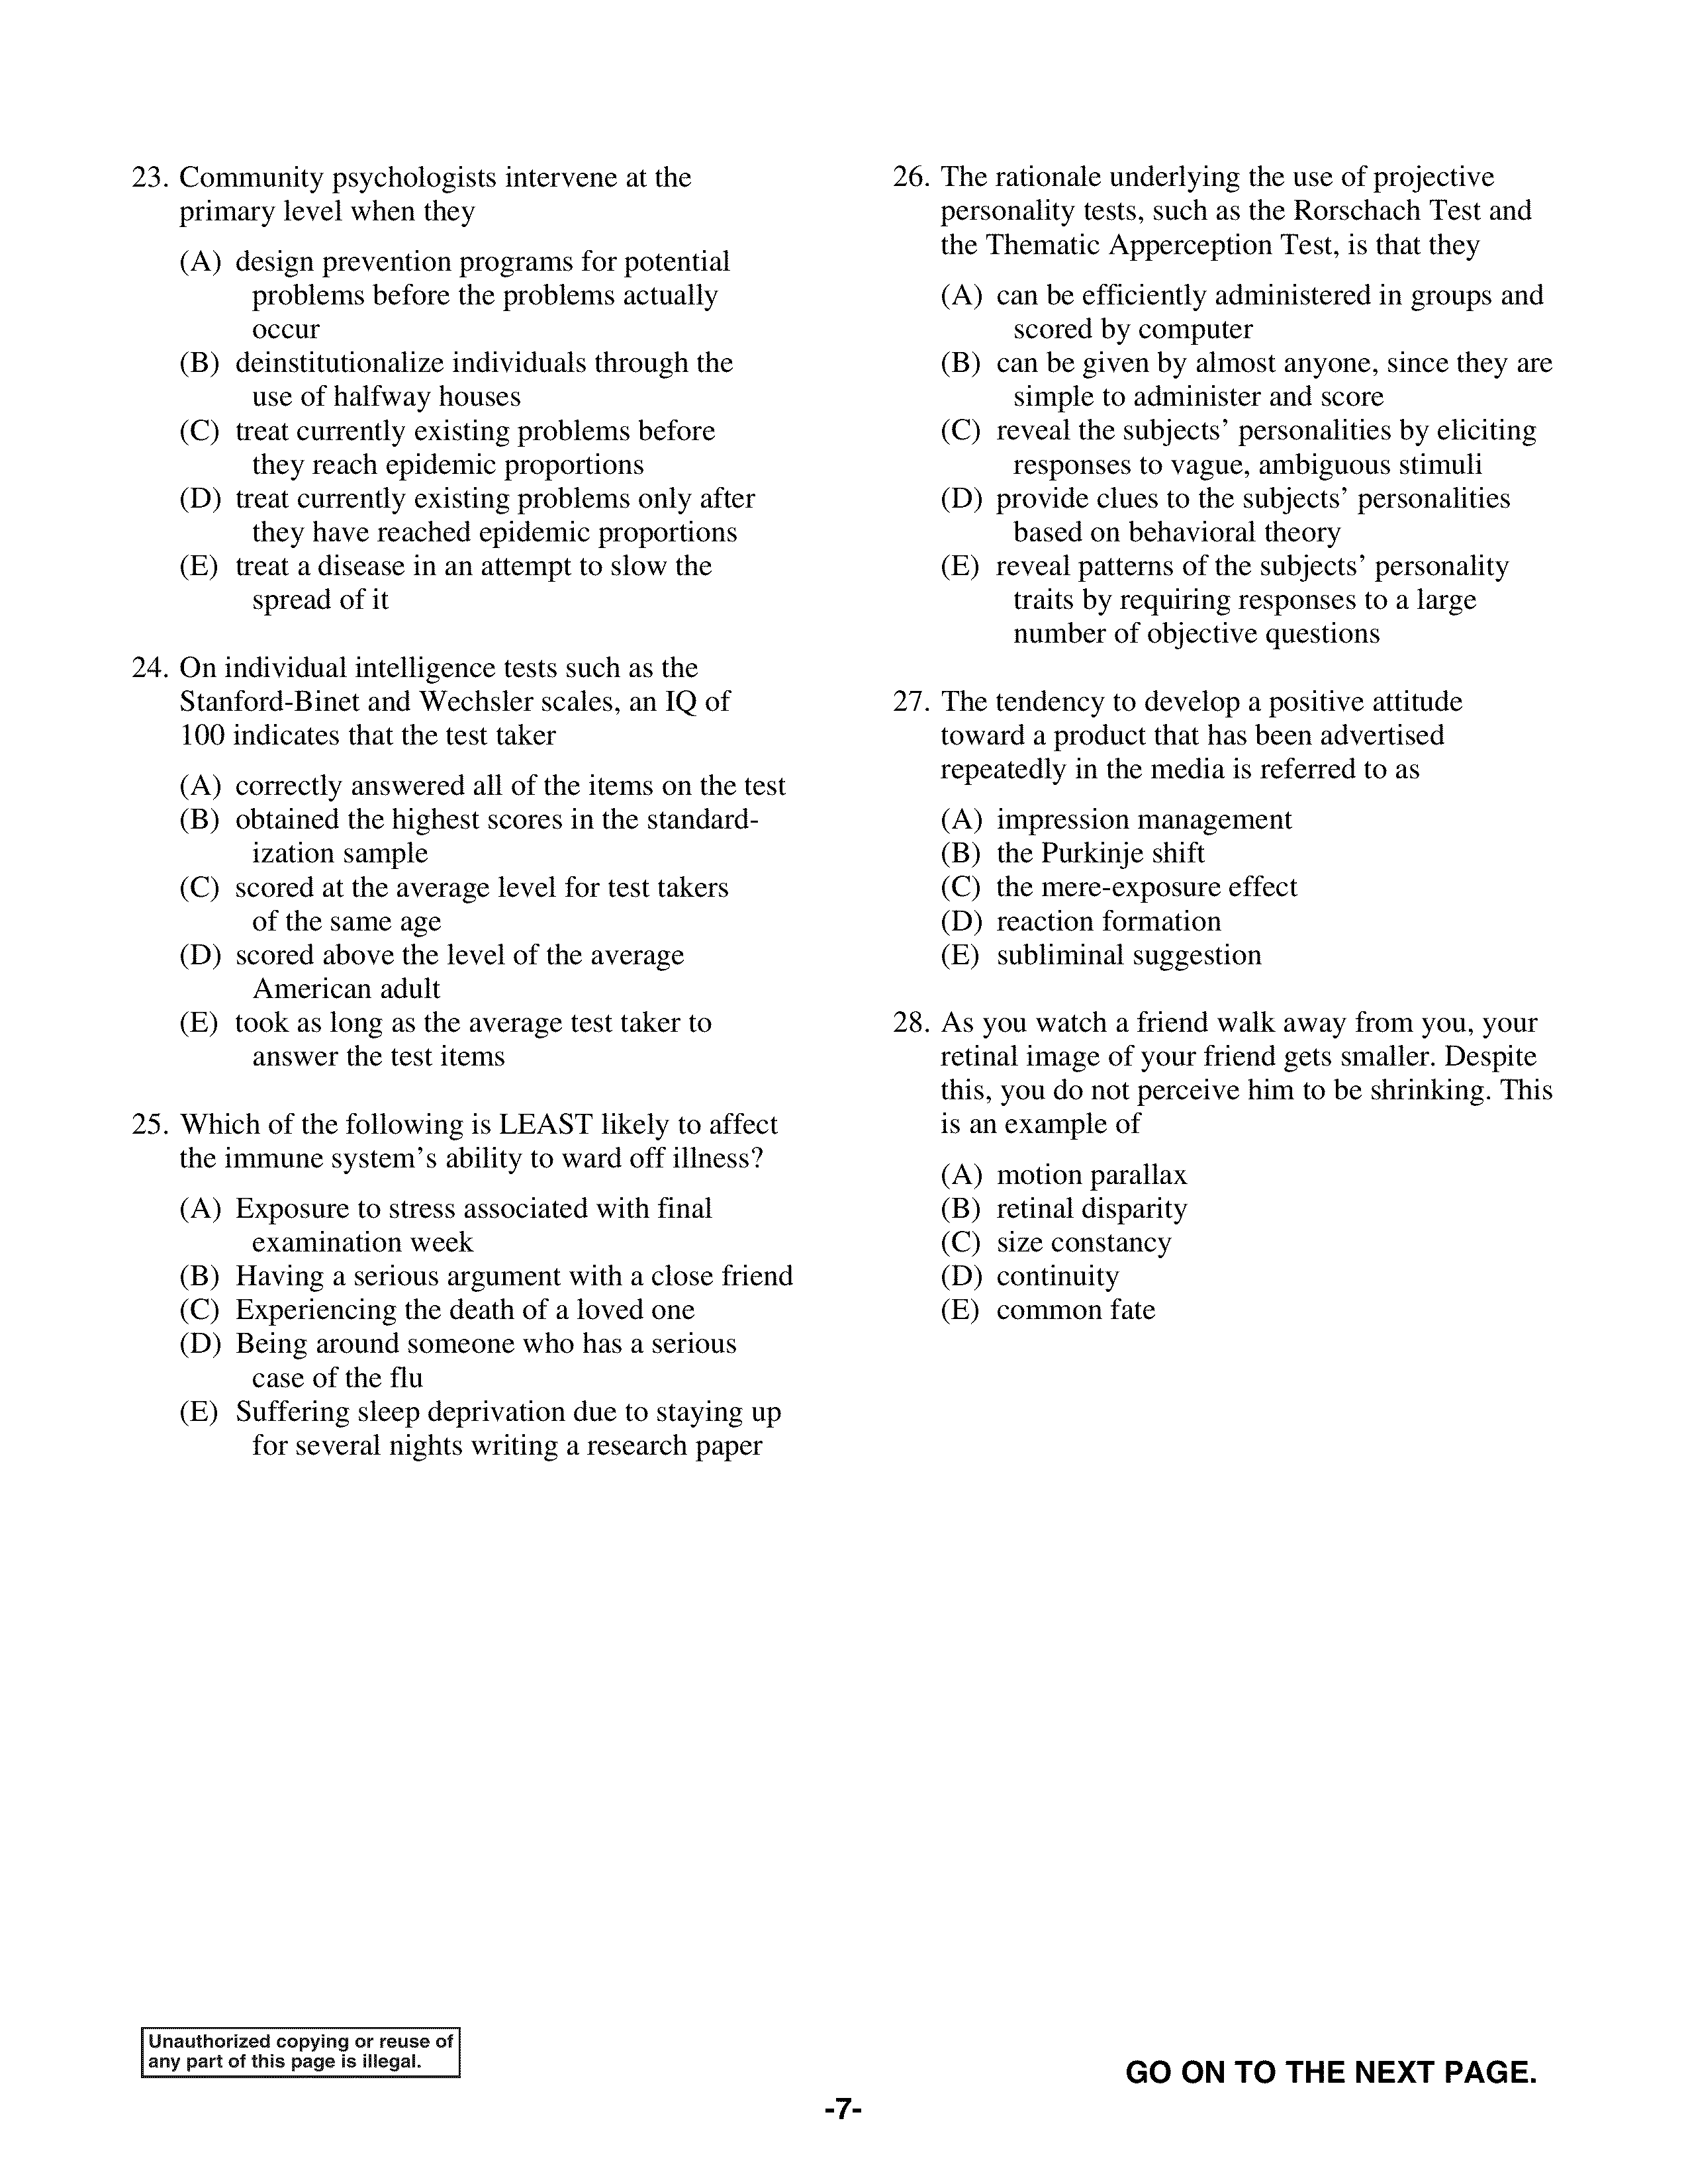 23. Community psychologists intervene at the
primary level when they
(A) design prevention programs for potential
problems before the problems actually
occur
(B) deinstitutionalize individuals through the
use of halfway houses
(C) treat currently existing problems before
they reach epidemic proportions
(D) treat currently existing problems only after
they have reached epidemic proportions
(E) treat a disease in an attempt to slow the
spread of it
24. On individual intelligence tests such as the
Stanford-Binet and Wechsler scales, an IQ of
100 indicates that the test taker
(A) correctly answered all of the items on the test
(B) obtained the highest scores in the standard-
ization sample
(C) scored at the average level for test takers
of the same age
(D) scored above the level of the average
American adult
(E) took as long as the average test taker to
answer the test items
25. Which of the following is LEAST likely to affect
the immune system’s ability to ward off illness?
(A) Exposure to stress associated with final
examination week
(B) Having a serious argument with a close friend
(C) Experiencing the death of a loved one
(D) Being around someone who has a serious
case of the flu
(E) Suffering sleep deprivation due to staying up
for several nights writing a research paper
26. The rationale underlying the use of projective
personality tests, such as the Rorschach Test and
the Thematic Apperception Test, is that they
(A) can be efficiently administered in groups and
scored by computer
(B) can be given by almost anyone, since they are
simple to administer and score
(C) reveal the subjects’ personalities by eliciting
responses to vague, ambiguous stimuli
(D) provide clues to the subjects’ personalities
based on behavioral theory
(E) reveal patterns of the subjects’ personality
traits by requiring responses to a large
number of objective questions
27. The tendency to develop a positive attitude
toward a product that has been advertised
repeatedly in the media is referred to as
(A) impression management
(B) the Purkinje shift
(C) the mere-exposure effect
(D) reaction formation
(E) subliminal suggestion
28. As you watch a friend walk away from you, your
retinal image of your friend gets smaller. Despite
this, you do not perceive him to be shrinking. This
is an example of
(A) motion parallax
(B) retinal disparity
(C) size constancy
(D) continuity
(E) common fate
Unauthorized copying or reuse of
any part of this page is illegal.
GO ON TO THE NEXT PAGE.
-7-